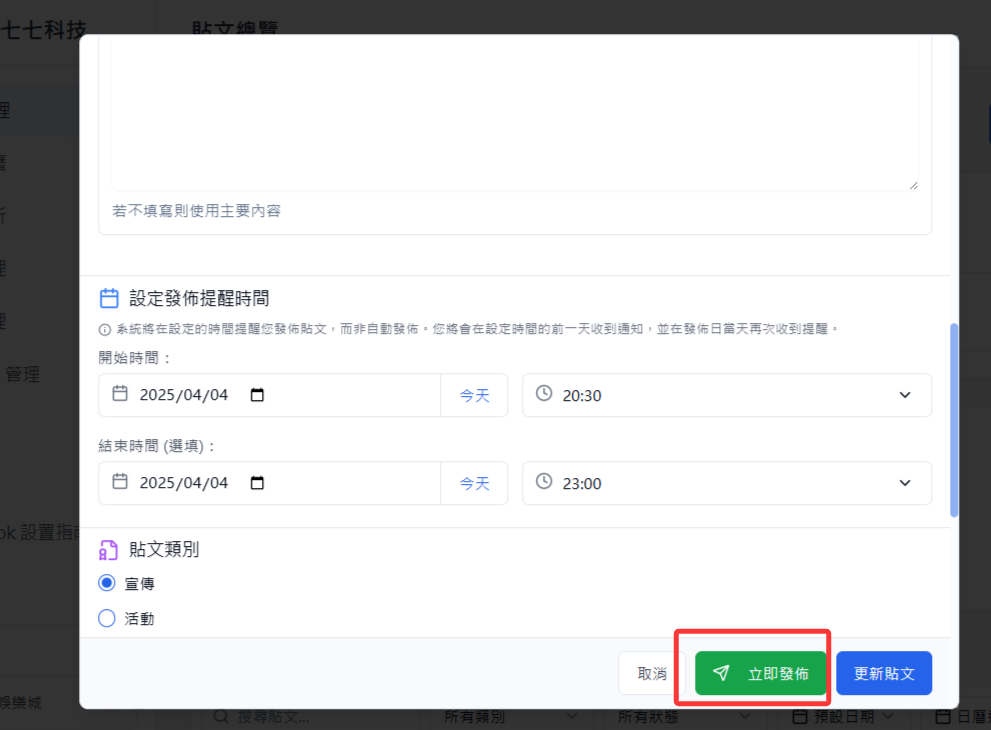 七七科技
貼文總覽
理
曆
析
理
理
管理
ok 設置指南
娛樂城
若不填寫則使用主要內容
設定發佈提醒時間
系統將在設定的時間提醒您發佈貼文，而非自動發佈。您將會在設定時間的前一天收到通知，並在發佈日當天再次收到提醒。
開始時間：
2025/04/04 今天 20:30
結束時間 (選填)：
2025/04/04 今天 23:00
貼文類別
宣傳
活動
取消 立即發佈 更新貼文
搜尋貼文... 所有類別 所有狀態 預設日期 日曆